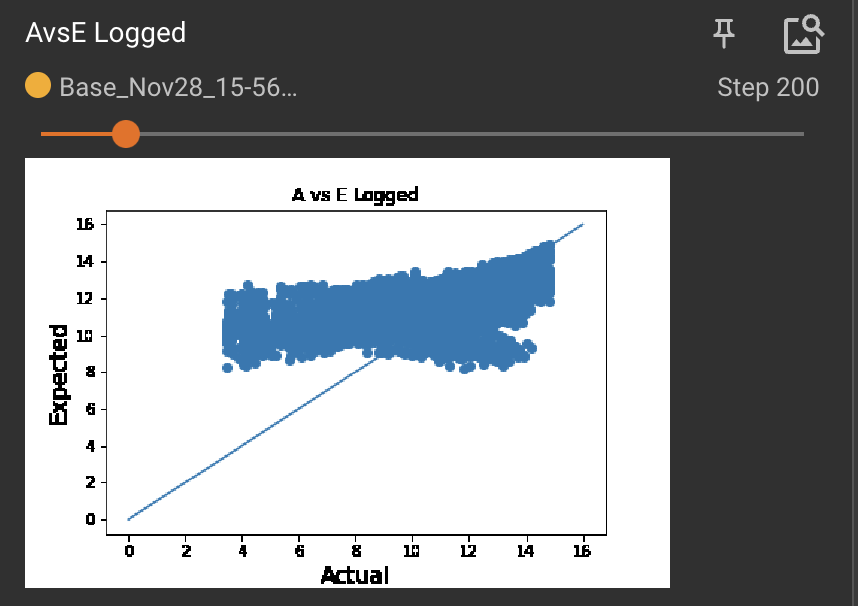 AvsE Logged
Base_Nov28_15-56...
Step 200
A vs E Logged
16
14
12
10
8
6
4
2
0
Expected
0 2 4 6 8 10 12 14 16
Actual